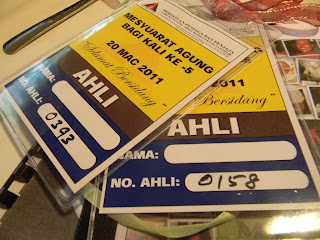 MESYUARAT AGUNG
BAGI KALI KE-5
20 MAC 2011
"Selamat Bersidang"
AHLI
NAMA:
NO. AHLI: 0393
2011
Bersidang"
AHLI
NAMA:
NO. AHLI: 0158